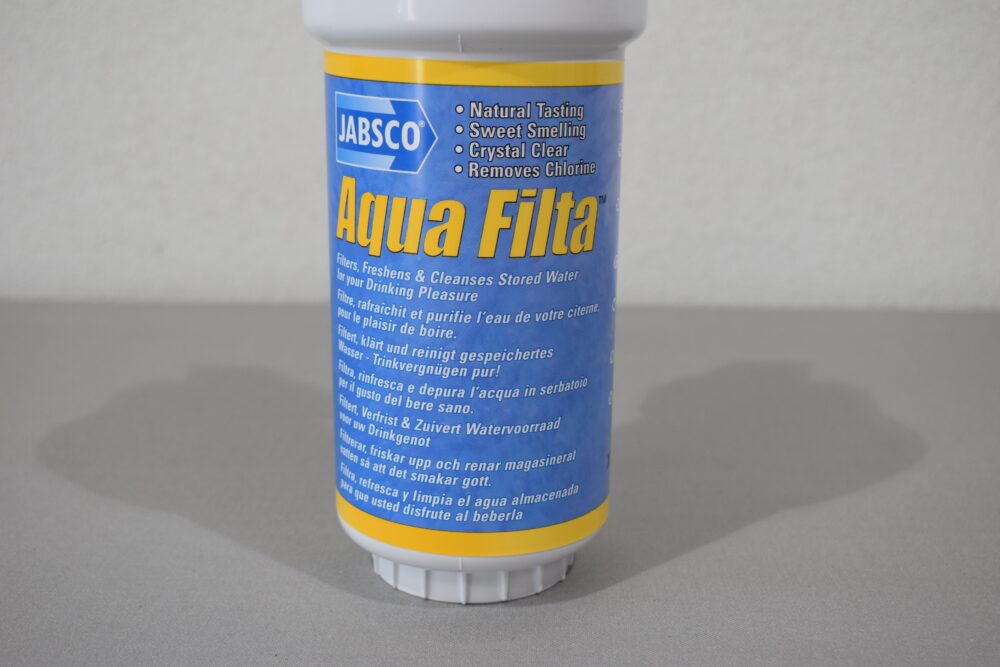 JABSCO®
• Natural Tasting
• Sweet Smelling
• Crystal Clear
• Removes Chlorine
Aqua Filta™
Filters, Freshens & Cleanses Stored Water
for your Drinking Pleasure
Filtre, rafraîchit et purifie l'eau de votre citerne.
pour le plaisir de boire.
Filtert, klärt und reinigt gespeichertes
Wasser - Trinkvergnügen pur!
Filtra, rinfresca e depura l'acqua in serbatoio
per il gusto del bere sano.
Filtert, Verfrist & Zuivert Watervoorraad
voor uw Drinkgenot
Filtrerar, friskar upp och renar magasinerat
vatten så att det smakar gott.
Filtra, refresca y limpia el agua almacenada
para que usted disfrute al beberla